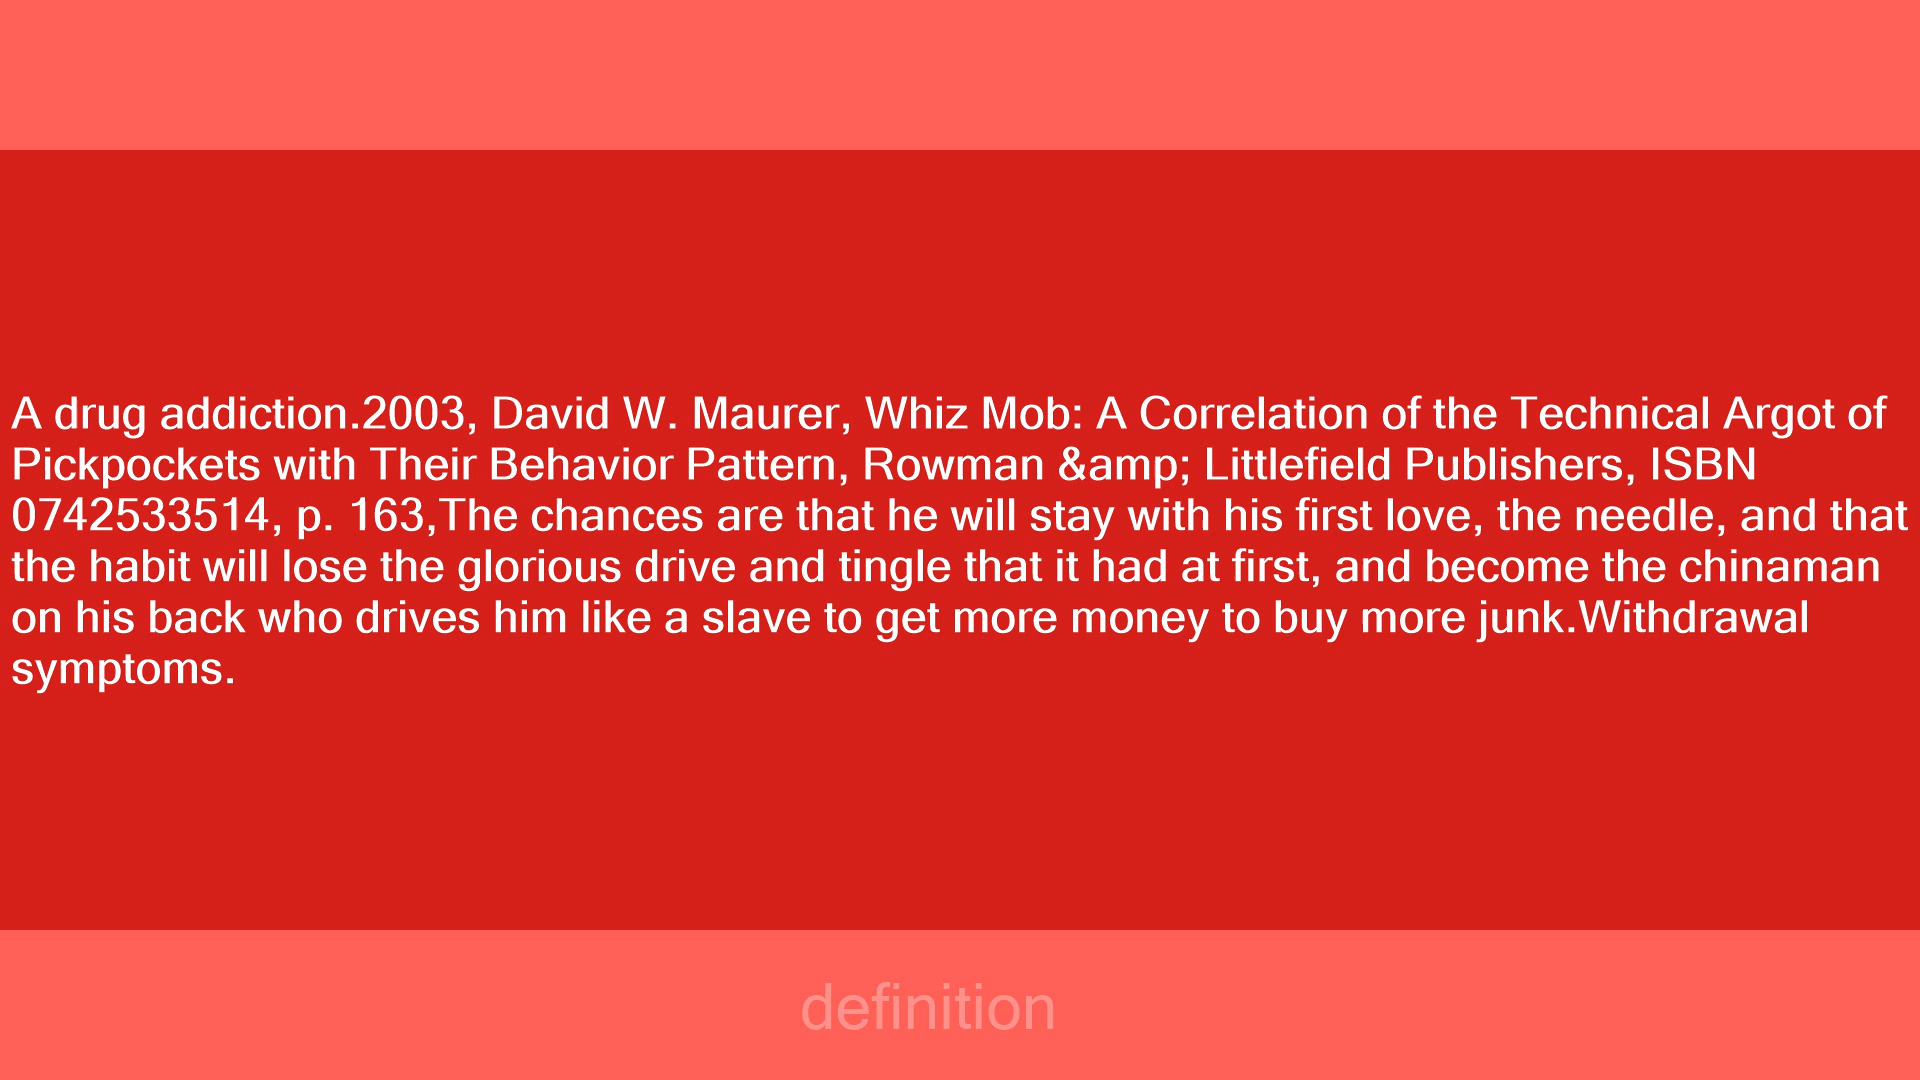 A drug addiction.2003, David W. Maurer, Whiz Mob: A Correlation of the Technical Argot of
Pickpockets with Their Behavior Pattern, Rowman &amp; Littlefield Publishers, ISBN
0742533514, p. 163,The chances are that he will stay with his first love, the needle, and that
the habit will lose the glorious drive and tingle that it had at first, and become the chinaman
on his back who drives him like a slave to get more money to buy more junk.Withdrawal
symptoms.
definition